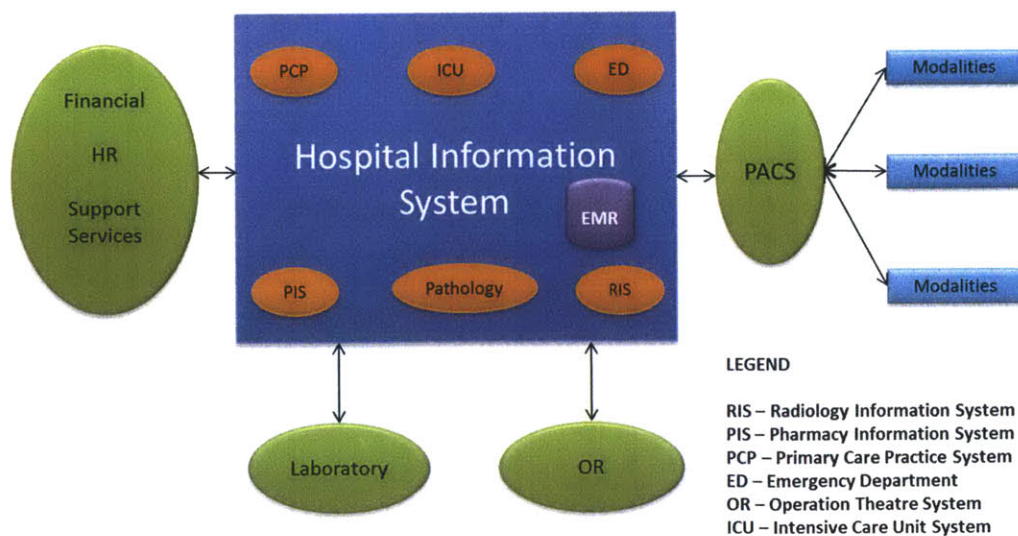 PCP
ICU
ED
Financial
HR
Support
Services
Hospital Information
System
EMR
PIS
Pathology
RIS
PACS
Modalities
Modalities
Modalities
Laboratory
OR
LEGEND
RIS – Radiology Information System
PIS – Pharmacy Information System
PCP – Primary Care Practice System
ED – Emergency Department
OR – Operation Theatre System
ICU – Intensive Care Unit System